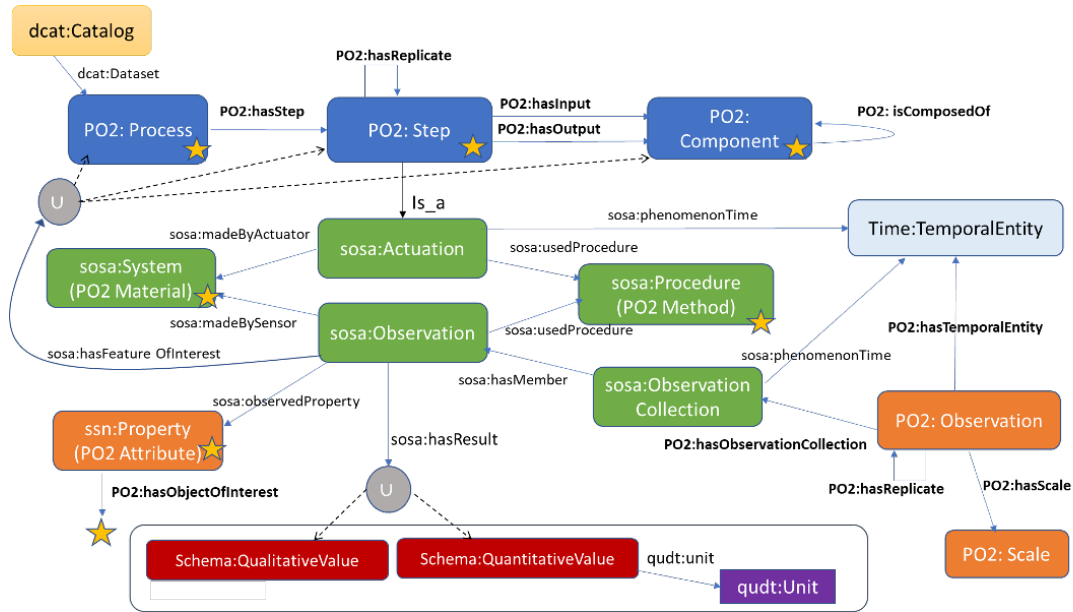 dcat:Catalog
dcat:Dataset
PO2:hasReplicate
PO2: Process
PO2:hasStep
PO2: Step
PO2:hasInput
PO2:hasOutput
PO2:
Component
PO2: isComposedOf
U
Is_a
sosa:phenomenonTime
sosa:madeByActuator
sosa:Actuation
sosa:usedProcedure
Time:TemporalEntity
sosa:System
(PO2 Material)
sosa:Procedure
(PO2 Method)
sosa:madeBySensor
sosa:Observation
sosa:usedProcedure
PO2:hasTemporalEntity
sosa:hasFeature OfInterest
sosa:phenomenonTime
sosa:hasMember
sosa:Observation
Collection
sosa:observedProperty
PO2: Observation
ssn:Property
(PO2 Attribute)
sosa:hasResult
PO2:hasObservationCollection
PO2:hasObjectOfInterest
PO2:hasReplicate
PO2:hasScale
U
Schema:QualitativeValue
Schema:QuantitativeValue
qudt:unit
qudt:Unit
PO2: Scale